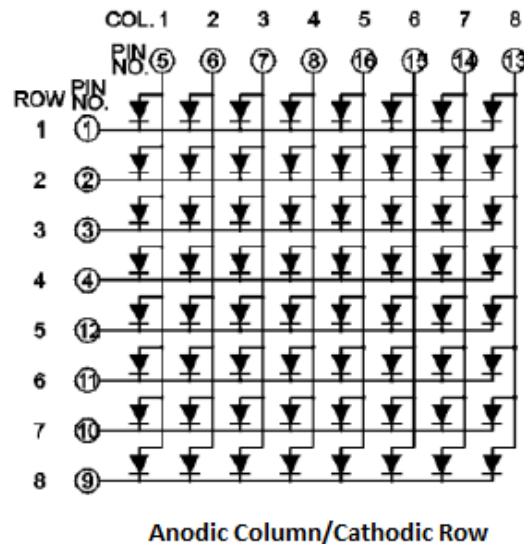 COL. 1 2 3 4 5 6 7 8
PIN NO. 5 6 7 8 16 15 14 13
ROW PIN NO.
1 1
2 2
3 3
4 4
5 12
6 11
7 10
8 9
Anodic Column/Cathodic Row